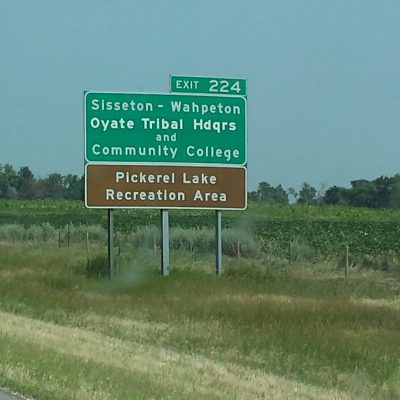 EXIT 224
Sisseton - Wahpeton
Oyate Tribal Hdqrs
and
Community College
Pickerel Lake
Recreation Area